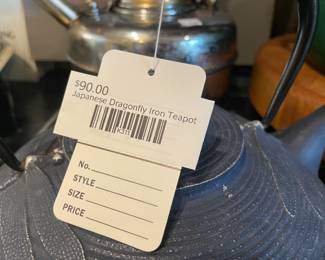 $90.00
Japanese Dragonfly Iron Teapot
No.
STYLE
SIZE
PRICE